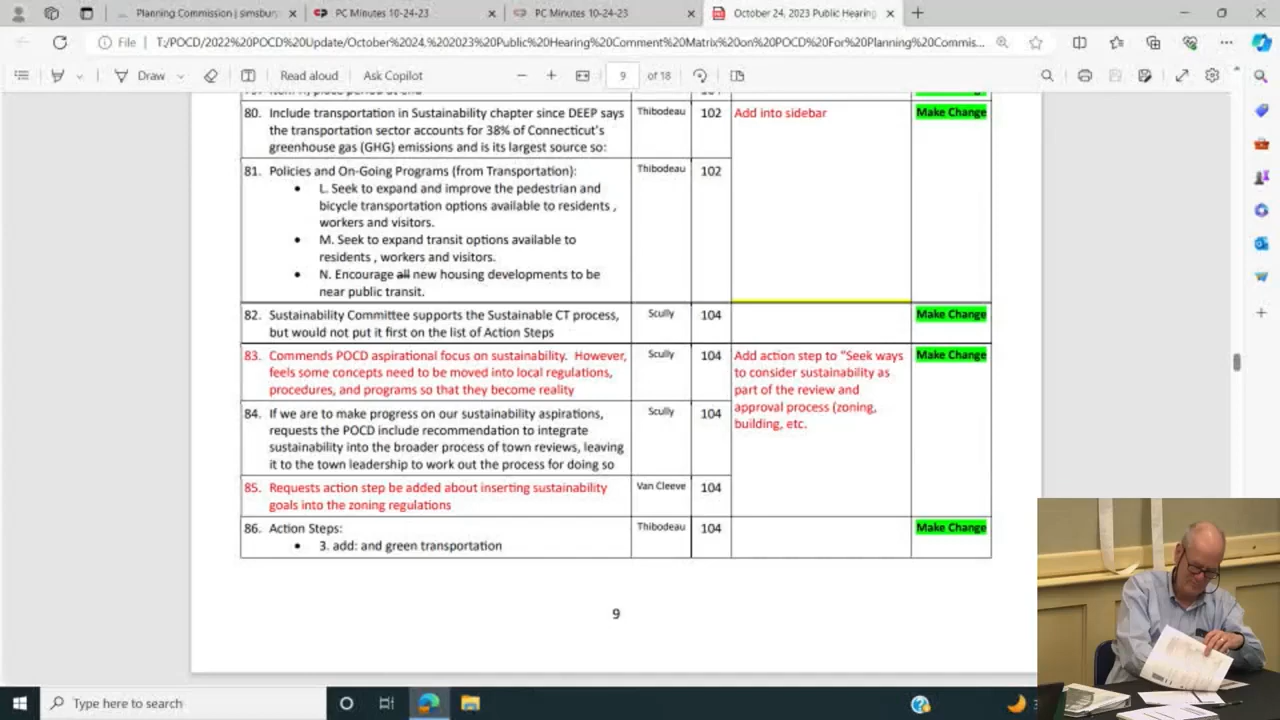 Planning Commission | simsbur
PC Minutes 10-24-23
PC Minutes 10-24-23
October 24, 2023 Public Hearing
File
T:/POCD/2022%20POCD%20Update/October%2024,%202023%20Public%20Hearing%20Comment%20Matrix%20on%20POCD%20For%20Planning%20Commis...
Draw
Read aloud
Ask Copilot
9 of 18
80. Include transportation in Sustainability chapter since DEEP says
the transportation sector accounts for 38% of Connecticut's
greenhouse gas (GHG) emissions and is its largest source so:
Thibodeau
102
Add into sidebar
Make Change
81. Policies and On-Going Programs (from Transportation):
• L. Seek to expand and improve the pedestrian and
bicycle transportation options available to residents ,
workers and visitors.
• M. Seek to expand transit options available to
residents , workers and visitors.
• N. Encourage all new housing developments to be
near public transit.
Thibodeau
102
82. Sustainability Committee supports the Sustainable CT process,
but would not put it first on the list of Action Steps
Scully
104
Make Change
83. Commends POCD aspirational focus on sustainability. However,
feels some concepts need to be moved into local regulations,
procedures, and programs so that they become reality
Scully
104
Add action step to "Seek ways
to consider sustainability as
part of the review and
approval process (zoning,
building, etc.
Make Change
84. If we are to make progress on our sustainability aspirations,
requests the POCD include recommendation to integrate
sustainability into the broader process of town reviews, leaving
it to the town leadership to work out the process for doing so
Scully
104
85. Requests action step be added about inserting sustainability
goals into the zoning regulations
Van Cleeve
104
86. Action Steps:
• 3. add: and green transportation
Thibodeau
104
Make Change
9
Type here to search